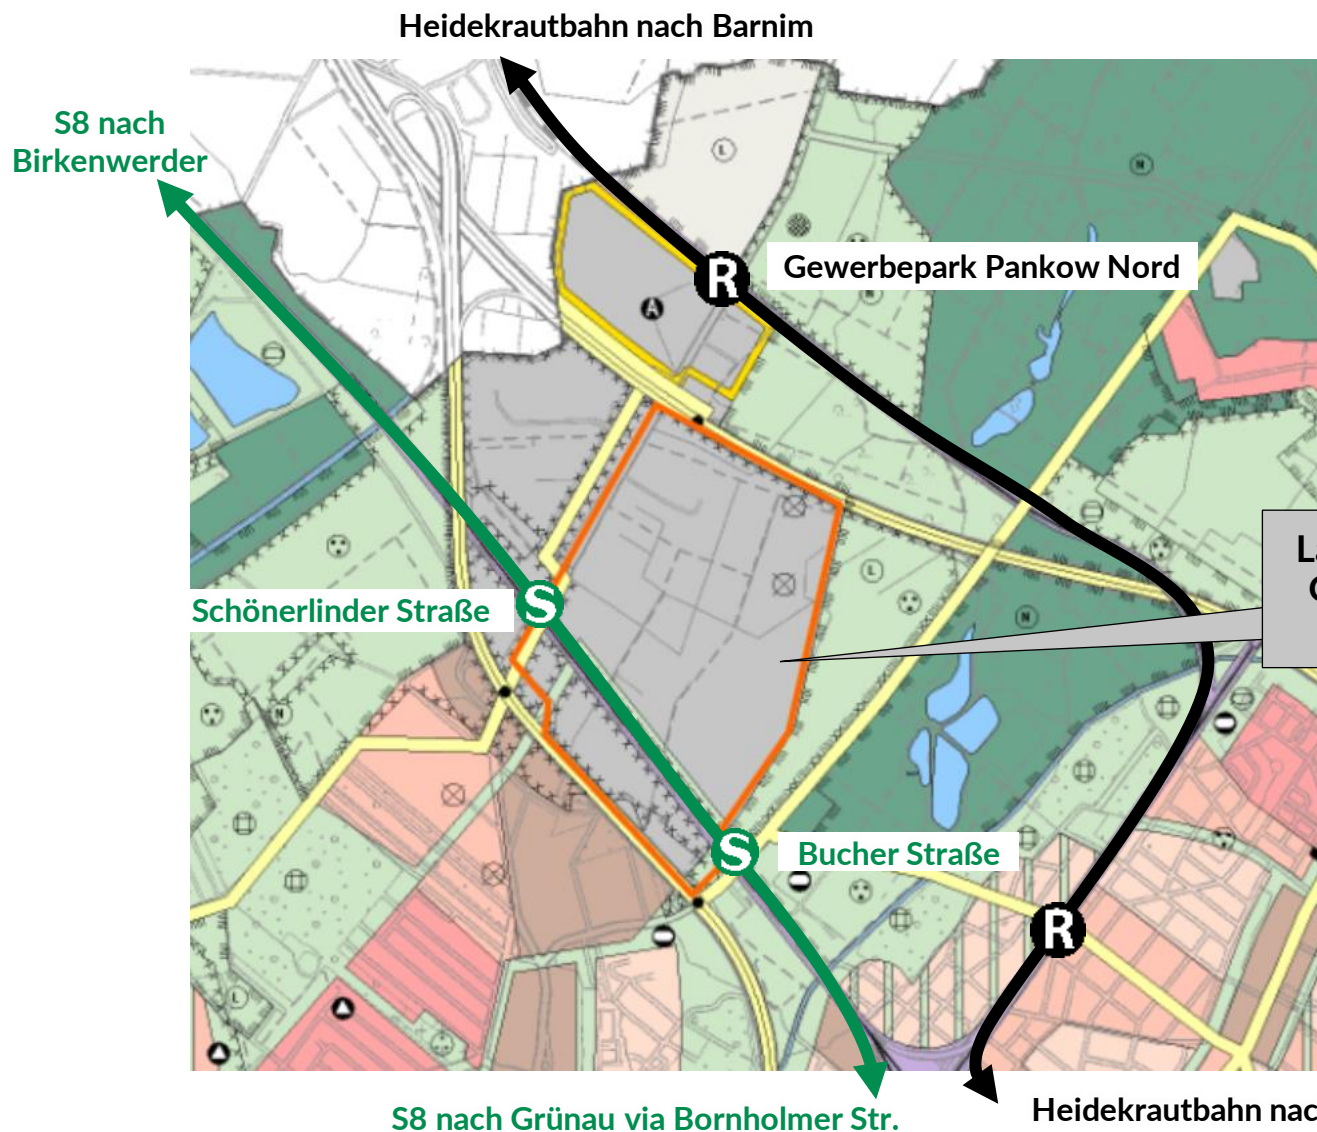 Heidekrautbahn nach Barnim
S8 nach
Birkenwerder
L
N
R
Gewerbepark Pankow Nord
N
A
L
N
Schönerlinder Straße
S
N
S
Bucher Straße
R
L
S8 nach Grünau via Bornholmer Str.
Heidekrautbahn